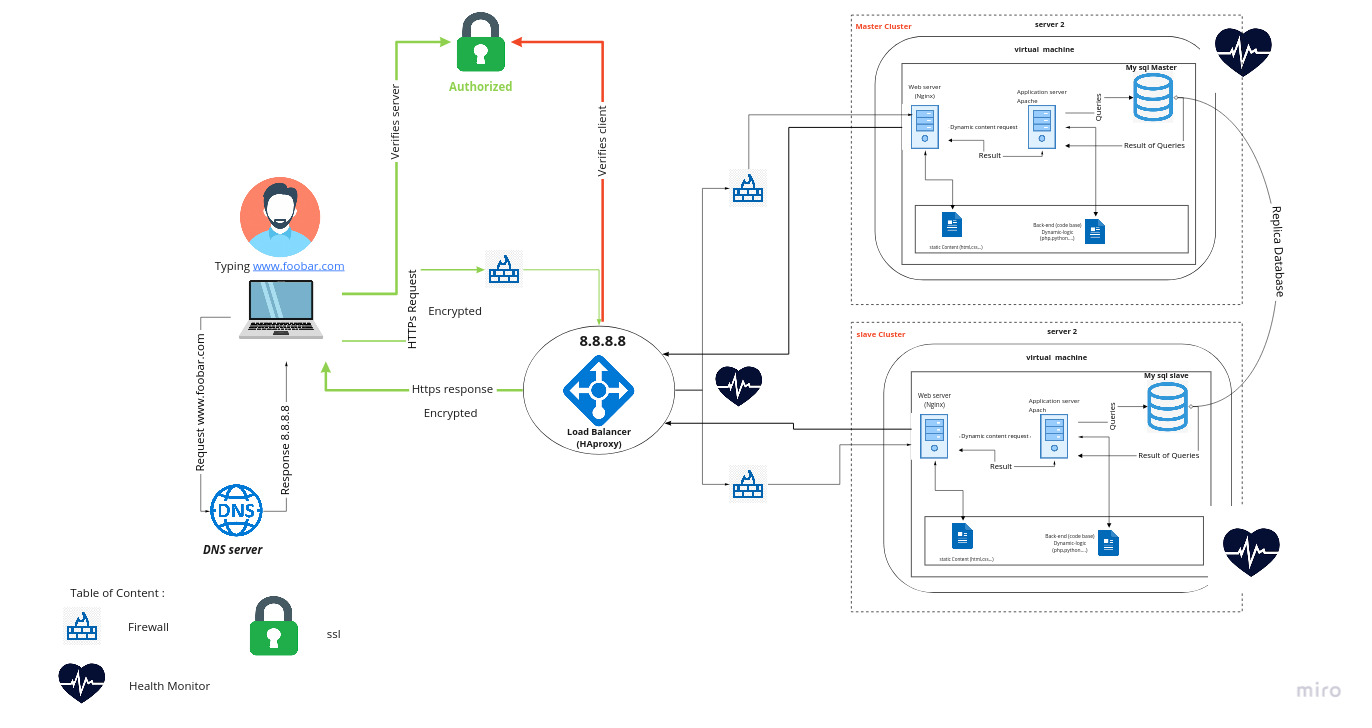 Authorized
Verifies server
Verifies client
Typing www.foobar.com
Request www.foobar.com
Response 8.8.8.8
DNS
DNS server
HTTPs Request
Encrypted
Https response
Encrypted
8.8.8.8
Load Balancer
(HAproxy)
Master Cluster
server 2
virtual machine
My sql Master
Web server
(Nginx)
Application server
Apache
Queries
Dynamic content request
Result
Result of Queries
static Content (html,css...)
Back-end (code base)
Dynamic-logic
(php,python....)
Replica Database
slave Cluster
server 2
virtual machine
My sql slave
Web server
(Nginx)
Application server
Apach
Queries
Dynamic content request
Result
Result of Queries
static Content (html,css...)
Back-end (code base)
Dynamic-logic
(php,python....)
Table of Content :
Firewall
ssl
Health Monitor
miro